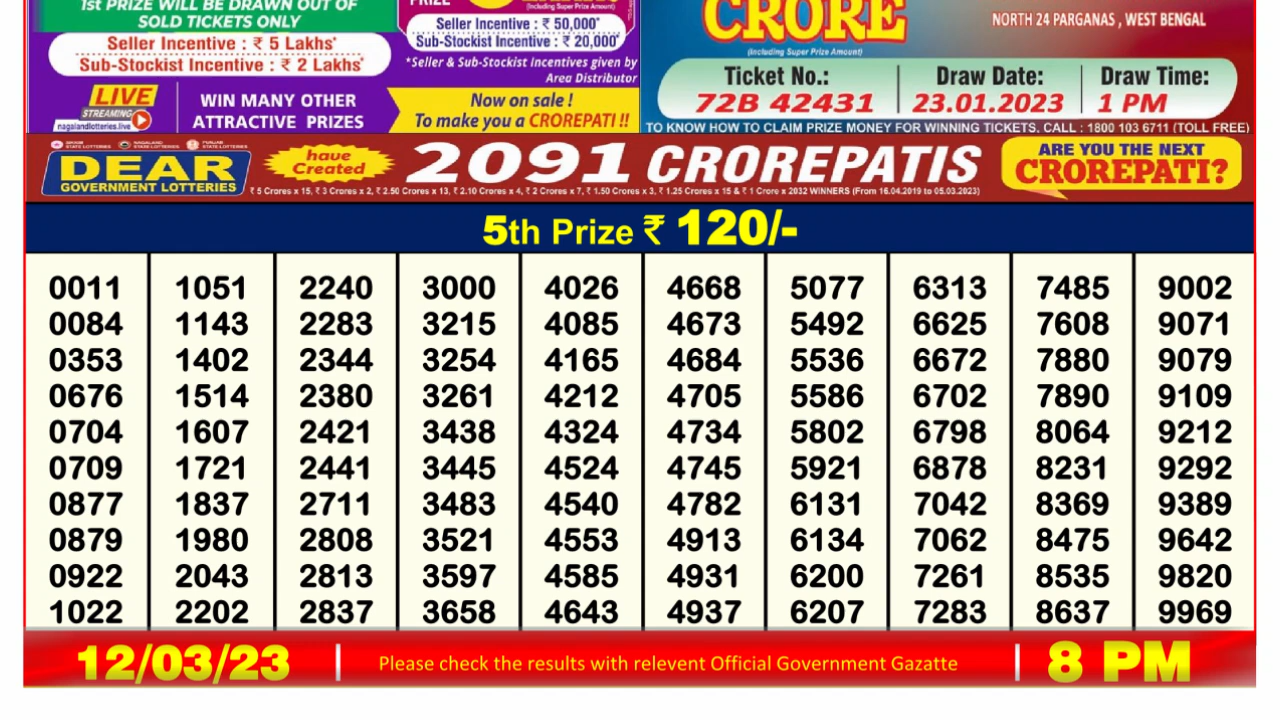 1st PRIZE WILL BE DRAWN OUT OF
SOLD TICKETS ONLY
Seller Incentive : ₹ 5 Lakhs*
Sub-Stockist Incentive : ₹ 2 Lakhs*
LIVE
STREAMING
nagalandlotteries.live
WIN MANY OTHER
ATTRACTIVE PRIZES
PRIZE
(Including Super Prize Amount)
Seller Incentive : ₹ 50,000*
Sub-Stockist Incentive : ₹ 20,000*
*Seller & Sub-Stockist Incentives given by
Area Distributor
Now on sale !
To make you a CROREPATI !!
CRORE
(Including Super Prize Amount)
NORTH 24 PARGANAS , WEST BENGAL
Ticket No.: Draw Date: Draw Time:
72B 42431 23.01.2023 1 PM
TO KNOW HOW TO CLAIM PRIZE MONEY FOR WINNING TICKETS, CALL : 1800 103 6711 (TOLL FREE)
DEAR
GOVERNMENT LOTTERIES
have
Created
2091 CROREPATIS
₹ 5 Crores x 15, ₹ 3 Crores x 2, ₹ 2.50 Crores x 13, ₹ 2.10 Crores x 4, ₹ 2 Crores x 7, ₹ 1.50 Crores x 3, ₹ 1.25 Crores x 15 & ₹ 1 Crore x 2032 WINNERS (From 16.04.2019 to 05.03.2023)
ARE YOU THE NEXT
CROREPATI?
5th Prize ₹ 120/-
0011 1051 2240 3000 4026 4668 5077 6313 7485 9002
0084 1143 2283 3215 4085 4673 5492 6625 7608 9071
0353 1402 2344 3254 4165 4684 5536 6672 7880 9079
0676 1514 2380 3261 4212 4705 5586 6702 7890 9109
0704 1607 2421 3438 4324 4734 5802 6798 8064 9212
0709 1721 2441 3445 4524 4745 5921 6878 8231 9292
0877 1837 2711 3483 4540 4782 6131 7042 8369 9389
0879 1980 2808 3521 4553 4913 6134 7062 8475 9642
0922 2043 2813 3597 4585 4931 6200 7261 8535 9820
1022 2202 2837 3658 4643 4937 6207 7283 8637 9969
12/03/23 Please check the results with relevent Official Government Gazatte 8 PM